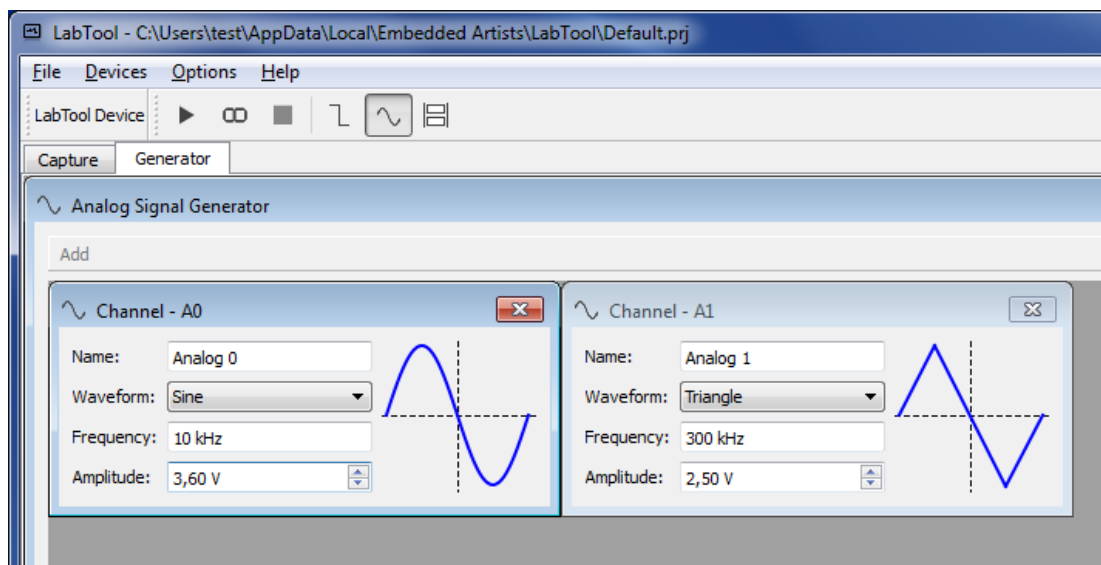 LabTool - C:\Users\test\AppData\Local\Embedded Artists\LabTool\Default.prj
File Devices Options Help
LabTool Device
Capture Generator
Analog Signal Generator
Add
Channel - A0
Name: Analog 0
Waveform: Sine
Frequency: 10 kHz
Amplitude: 3,60 V
Channel - A1
Name: Analog 1
Waveform: Triangle
Frequency: 300 kHz
Amplitude: 2,50 V